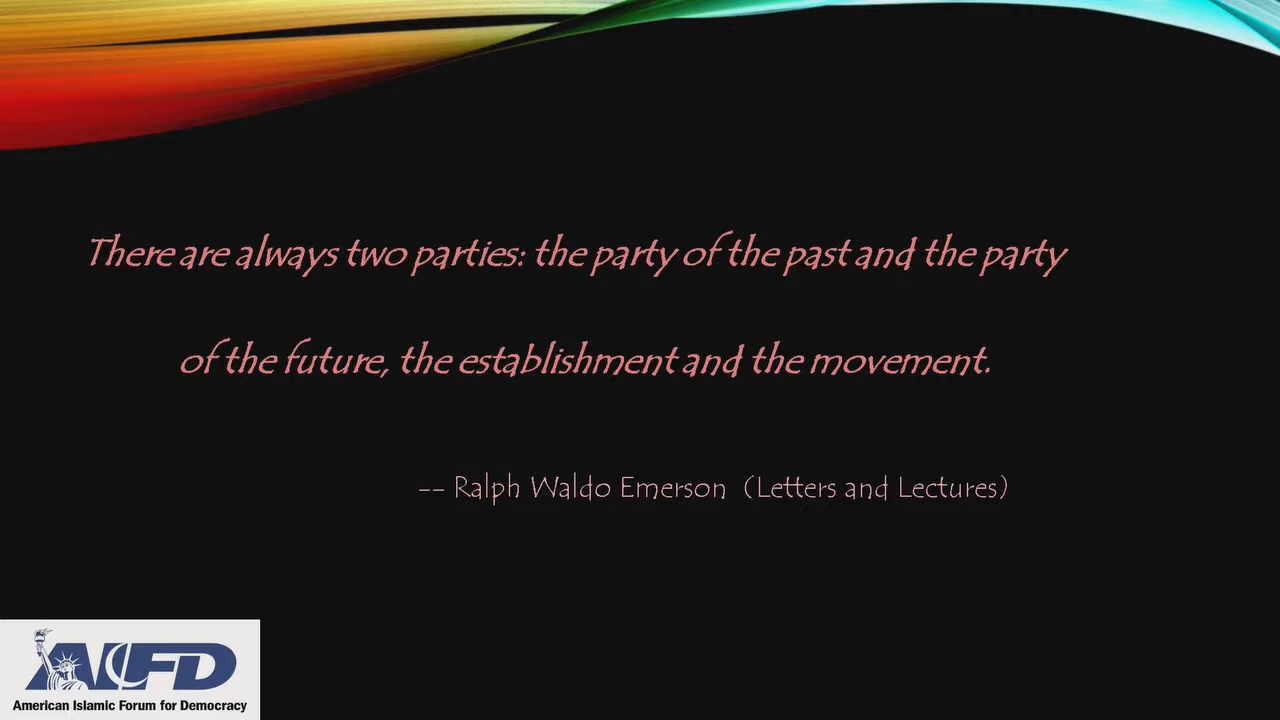 There are always two parties: the party of the past and the party
of the future, the establishment and the movement.
-- Ralph Waldo Emerson (Letters and Lectures)
AIFD
American Islamic Forum for Democracy